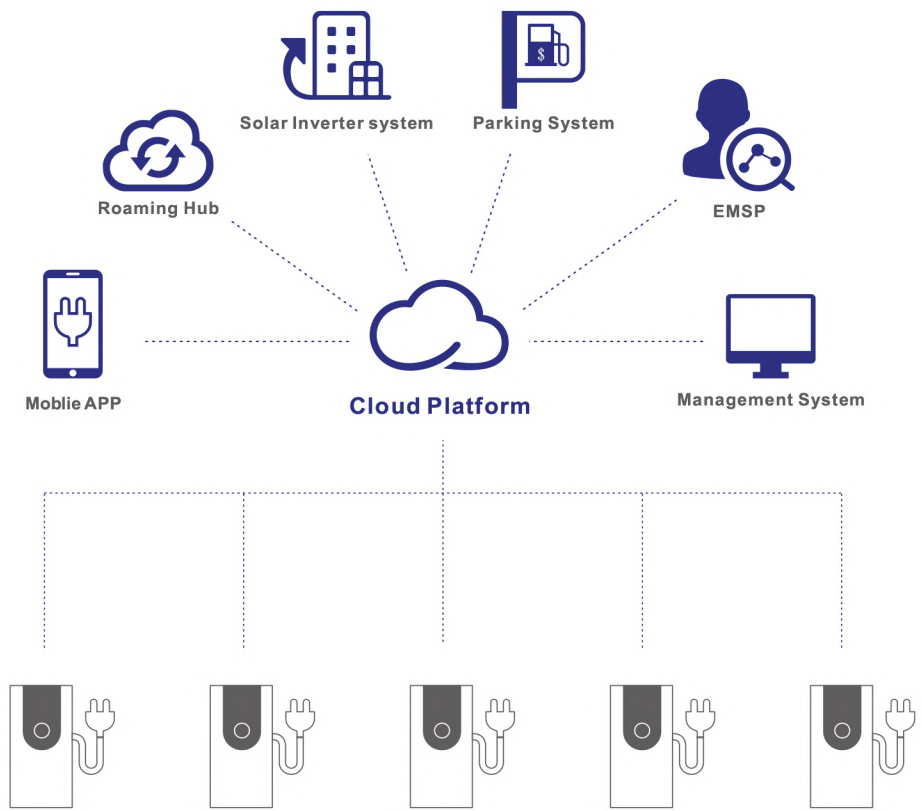 Solar Inverter system
Parking System
Roaming Hub
EMSP
$
Moblie APP
Cloud Platform
Management System